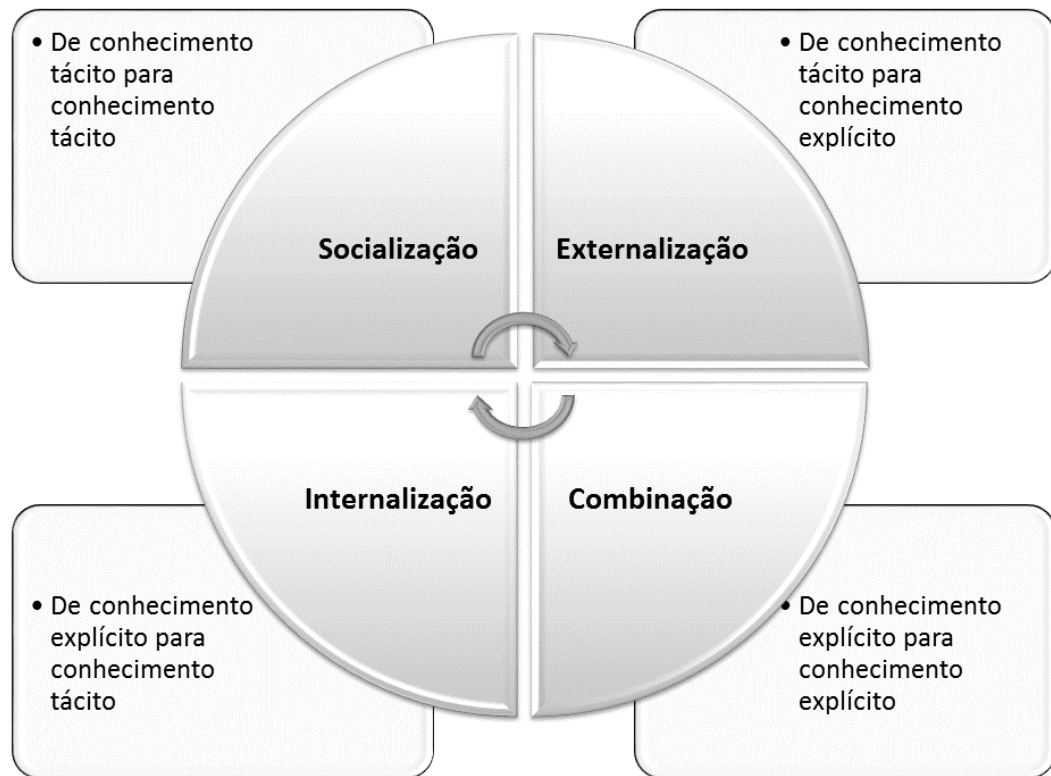 • De conhecimento
tácito para
conhecimento
tácito
• De conhecimento
tácito para
conhecimento
explícito
Socialização
Externalização
Internalização
Combinação
• De conhecimento
explícito para
conhecimento
tácito
• De conhecimento
explícito para
conhecimento
explícito